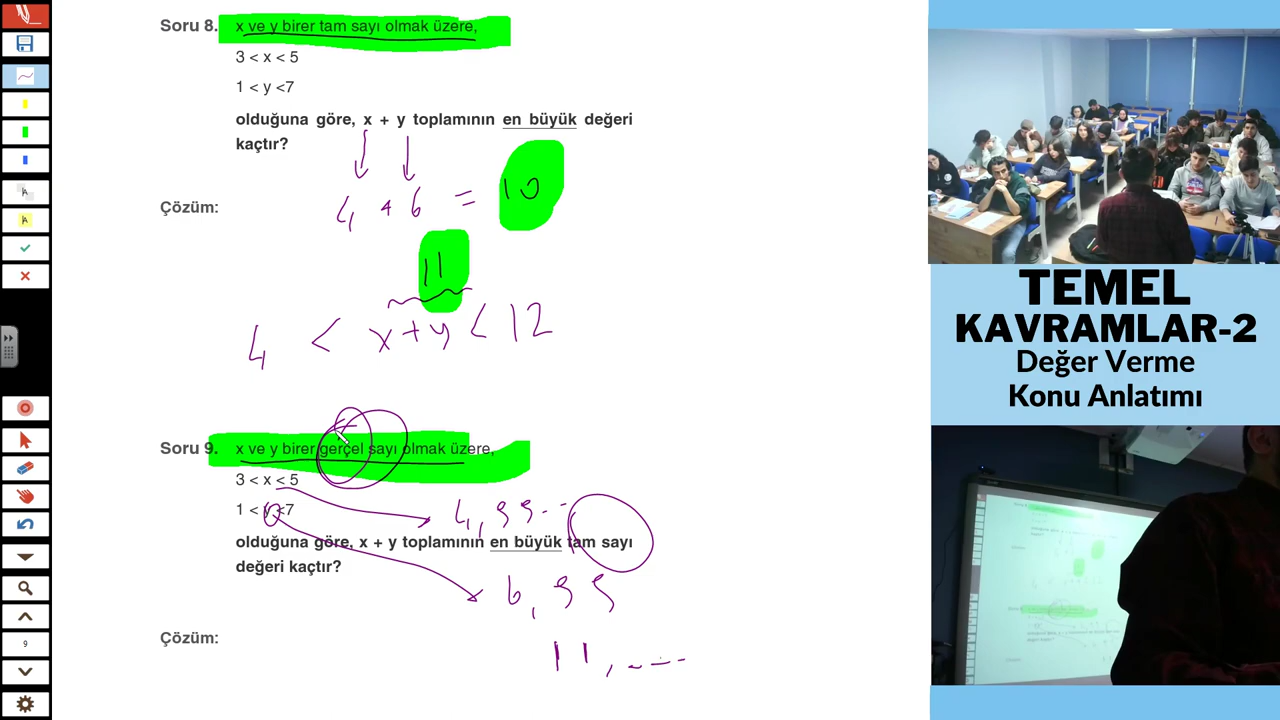 Soru 8. x ve y birer tam sayı olmak üzere,
3 < x < 5
1 < y <7
olduğuna göre, x + y toplamının en büyük değeri
kaçtır?
4 + 6 = 10
Çözüm:
11
4 < x+y < 12
Soru 9. x ve y birer gerçel sayı olmak üzere,
3 < x < 5
1 < y <7
4,99...
olduğuna göre, x + y toplamının en büyük tam sayı
değeri kaçtır?
6,99
Çözüm:
11,....
9
TEMEL
KAVRAMLAR-2
Değer Verme
Konu Anlatımı